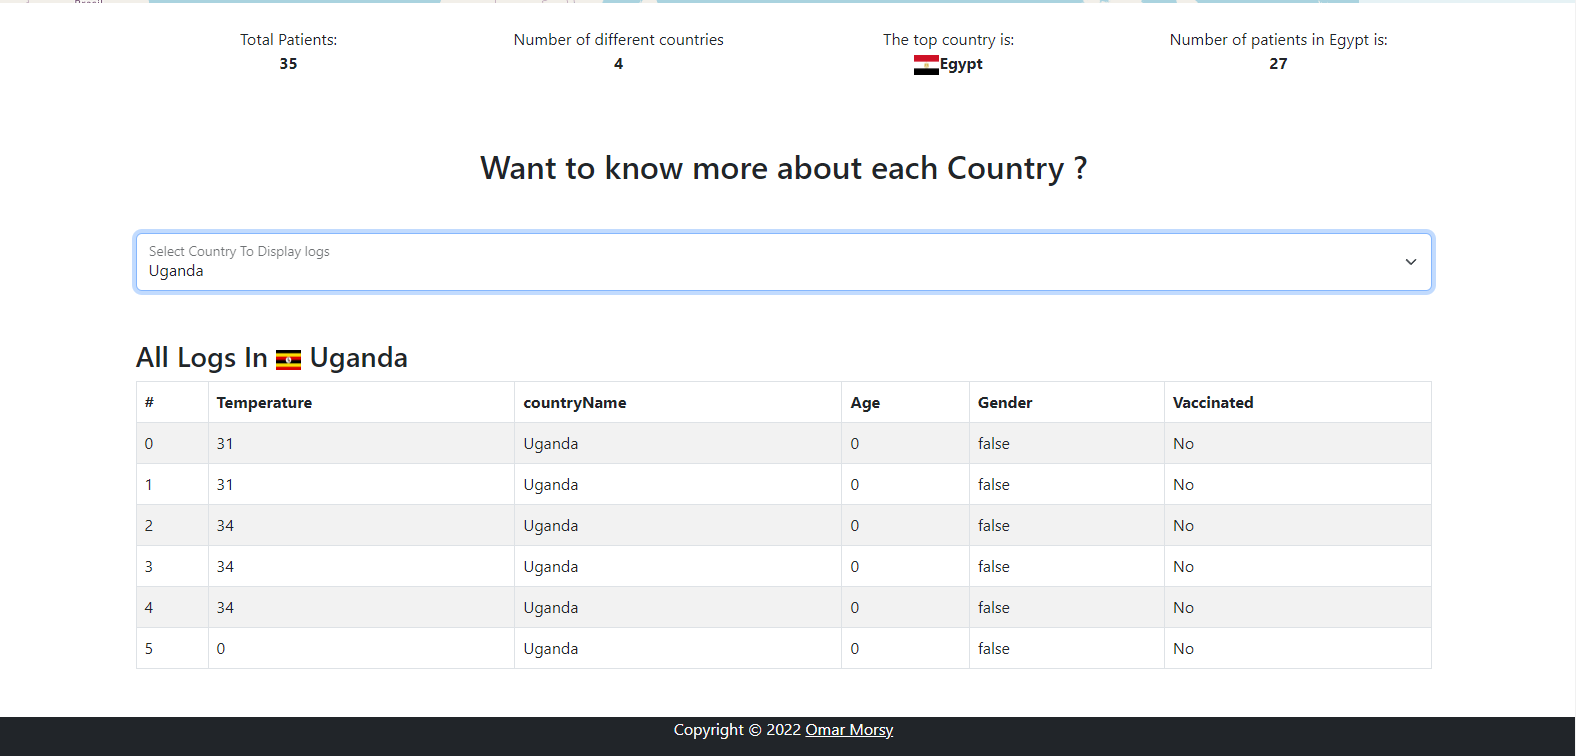 Total Patients: Number of different countries The top country is: Number of patients in Egypt is:
35 4 Egypt 27
Want to know more about each Country ?
Select Country To Display logs
Uganda
All Logs In Uganda
# Temperature countryName Age Gender Vaccinated
0 31 Uganda 0 false No
1 31 Uganda 0 false No
2 34 Uganda 0 false No
3 34 Uganda 0 false No
4 34 Uganda 0 false No
5 0 Uganda 0 false No
Copyright © 2022 Omar Morsy